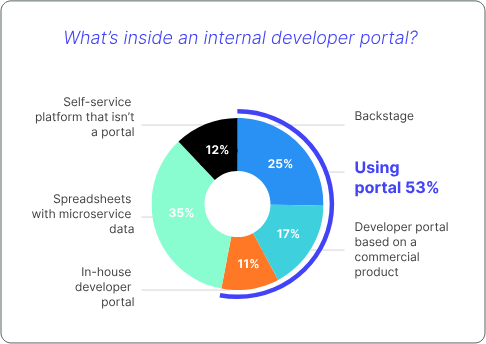 What’s inside an internal developer portal?
Self-service
platform that isn’t
a portal
Backstage
12%
25%
Using
portal 53%
Spreadsheets
with microservice
data
35%
17%
Developer portal
based on a
commercial
product
11%
In-house
developer
portal